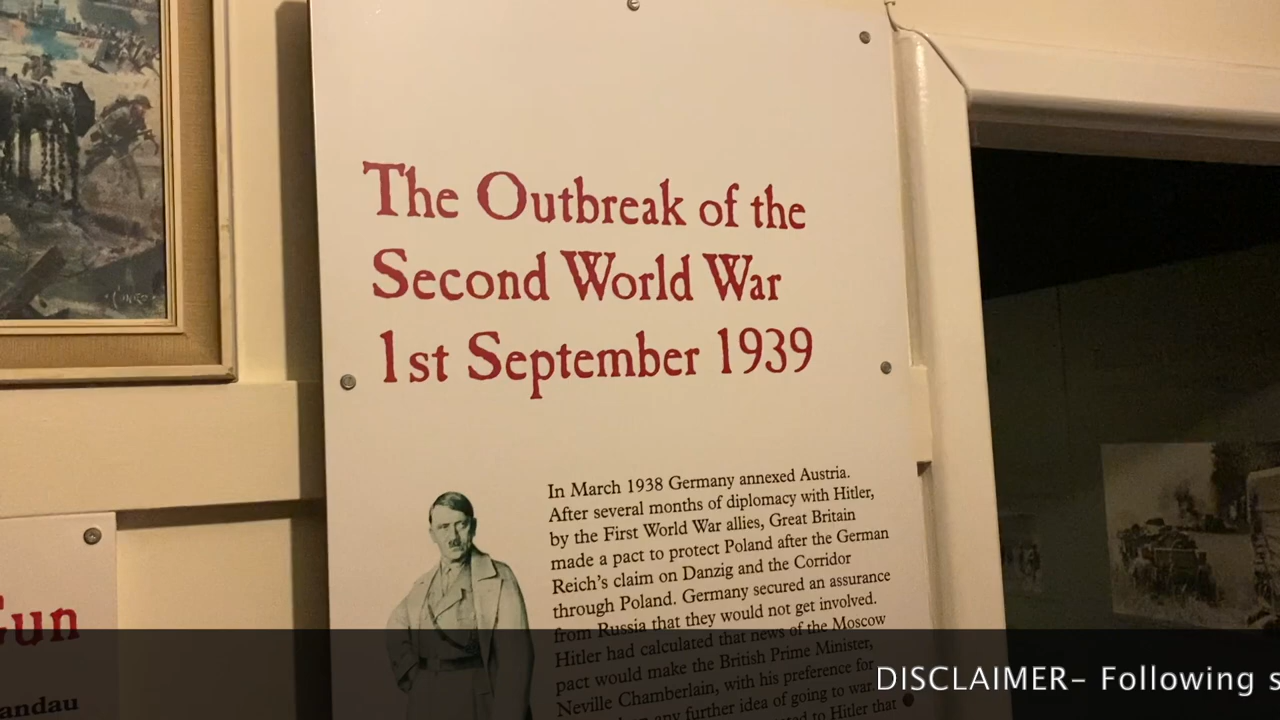 The Outbreak of the
Second World War
1st September 1939
In March 1938 Germany annexed Austria.
After several months of diplomacy with Hitler,
by the First World War allies, Great Britain
made a pact to protect Poland after the German
Reich's claim on Danzig and the Corridor
through Poland. Germany secured an assurance
from Russia that they would not get involved.
Hitler had calculated that news of the Moscow
pact would make the British Prime Minister,
Neville Chamberlain, with his preference for
any further idea of going to war.
to Hitler that
Gun
andau
DISCLAIMER- Following s